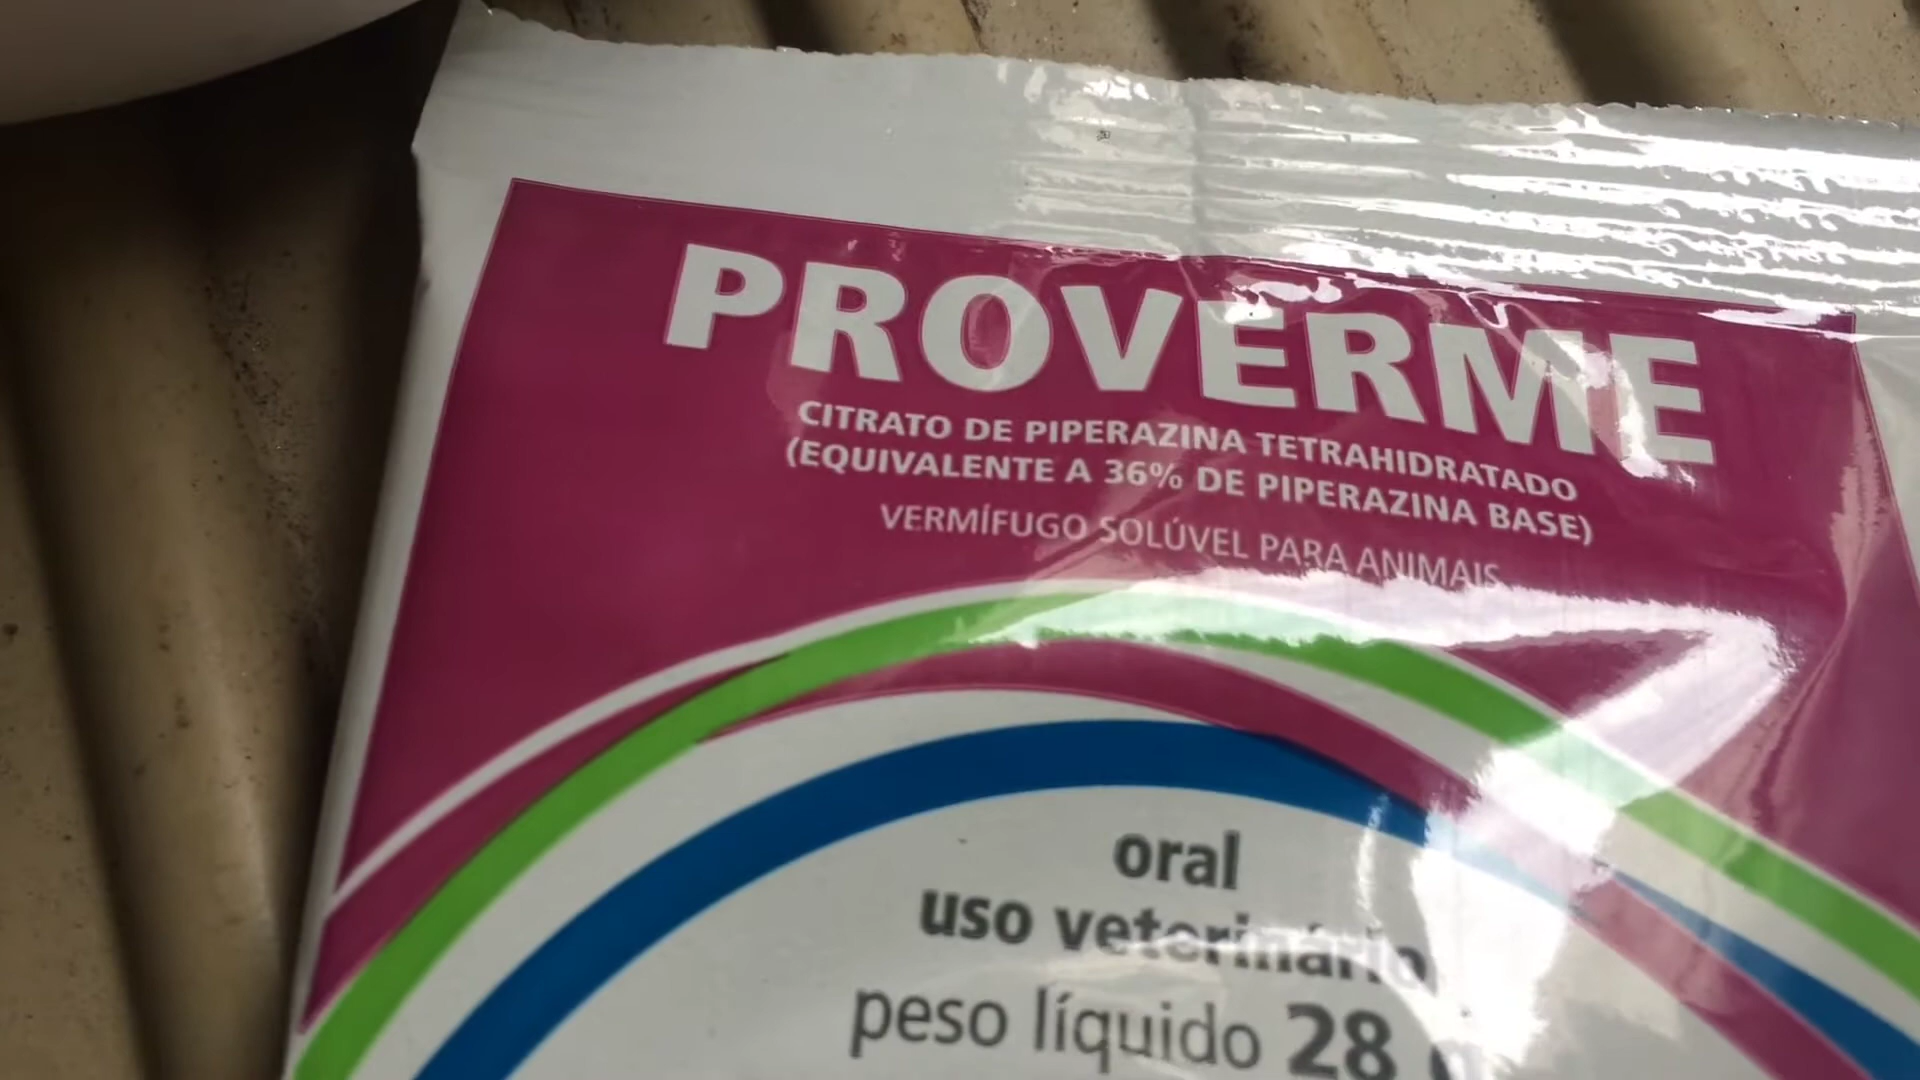 PROVERME
CITRATO DE PIPERAZINA TETRAHIDRATADO
(EQUIVALENTE A 36% DE PIPERAZINA BASE)
VERMÍFUGO SOLÚVEL PARA ANIMAIS
oral
uso veterinário
peso líquido 28 g